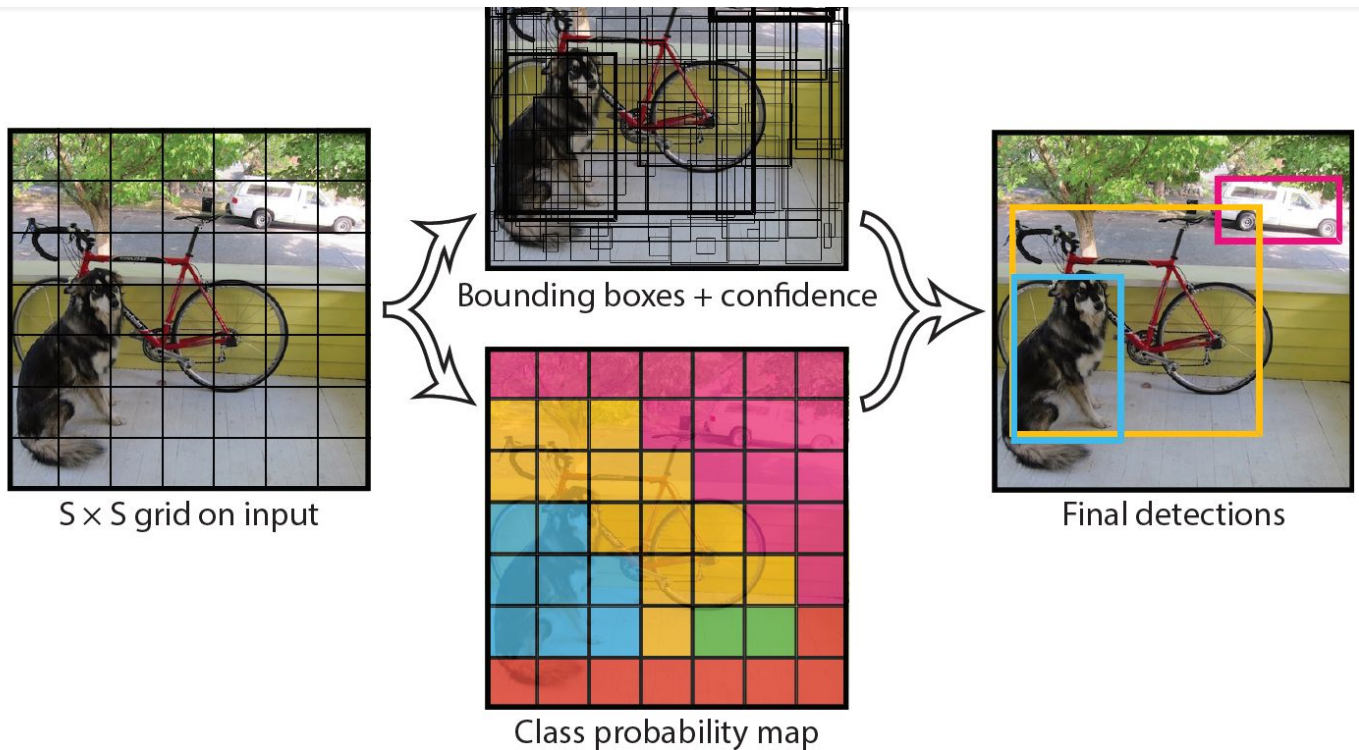 S × S grid on input
Bounding boxes + confidence
Class probability map
Final detections